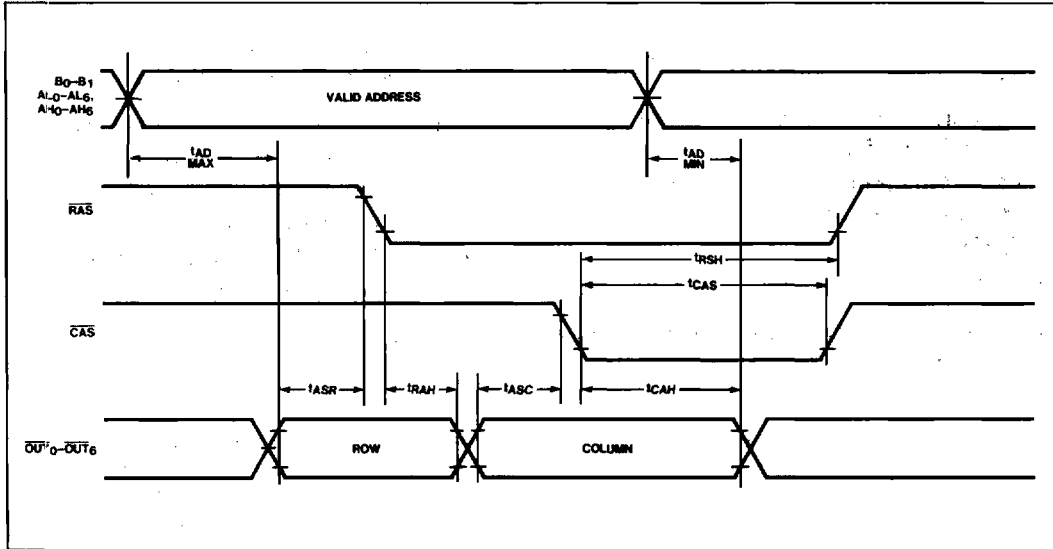 B0–B1
AL0–AL6,
AH0–AH6
VALID ADDRESS
tAD
MAX
tAD
MIN
RAS
tRSH
tCAS
CAS
tASR
tRAH
tASC
tCAH
OUT0–OUT6
ROW
COLUMN